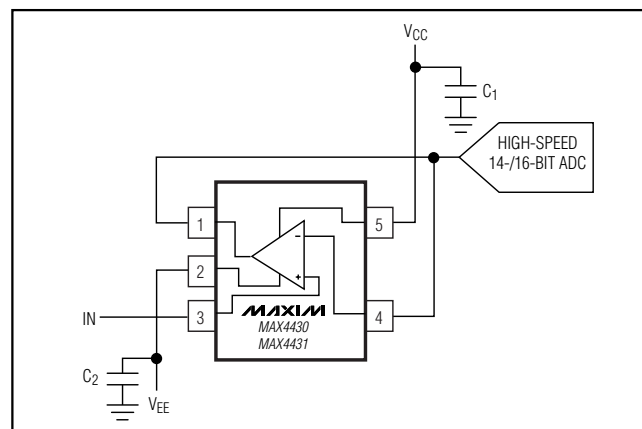 VCC
C1
HIGH-SPEED
14-/16-BIT ADC
1
5
-
2
+
IN
3
4
MAXIM
MAX4430
MAX4431
C2
VEE